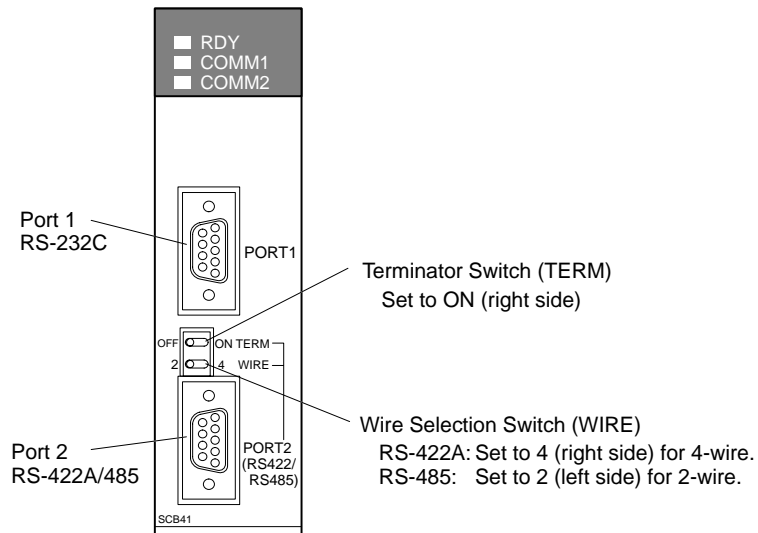 RDY
COMM1
COMM2
Port 1
RS-232C
PORT1
Terminator Switch (TERM)
Set to ON (right side)
OFF ON TERM
2 4 WIRE
Wire Selection Switch (WIRE)
RS-422A: Set to 4 (right side) for 4-wire.
RS-485: Set to 2 (left side) for 2-wire.
Port 2
RS-422A/485
PORT2
(RS422/
RS485)
SCB41